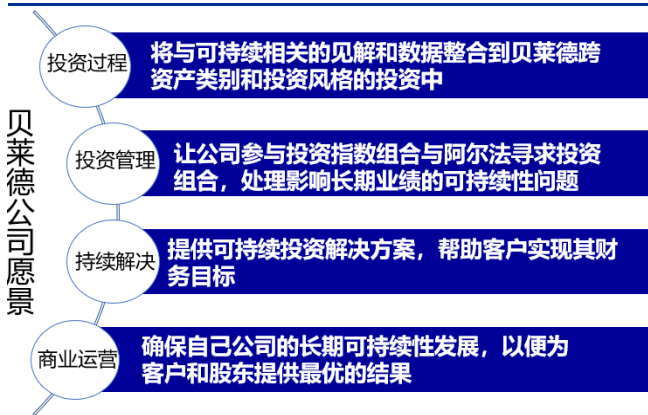 贝莱德公司愿景
投资过程
将与可持续相关的见解和数据整合到贝莱德跨
资产类别和投资风格的投资中
投资管理
让公司参与投资指数组合与阿尔法寻求投资
组合，处理影响长期业绩的可持续性问题
持续解决
提供可持续投资解决方案，帮助客户实现其财
务目标
商业运营
确保自己公司的长期可持续性发展，以便为
客户和股东提供最优的结果